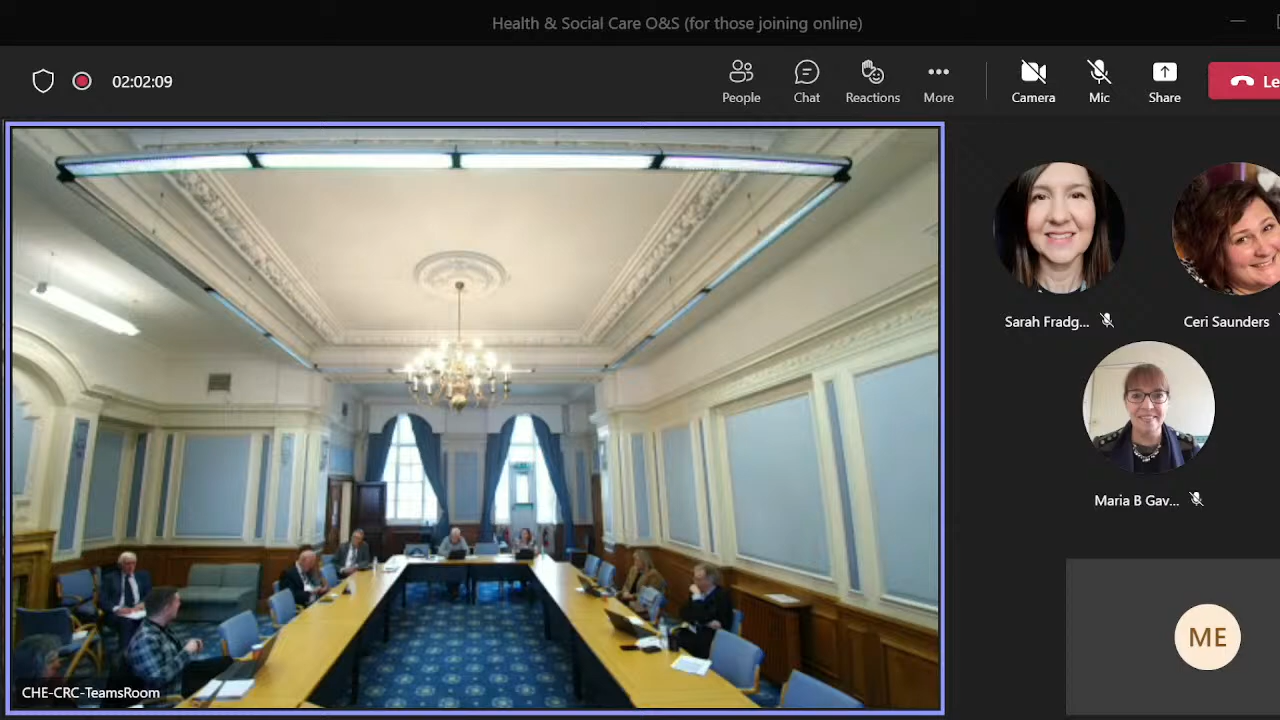 Health & Social Care O&S (for those joining online)
02:02:09
People
Chat
Reactions
More
Camera
Mic
Share
Le
Sarah Fradg...
Ceri Saunders
Maria B Gav...
ME
CHE-CRC-TeamsRoom